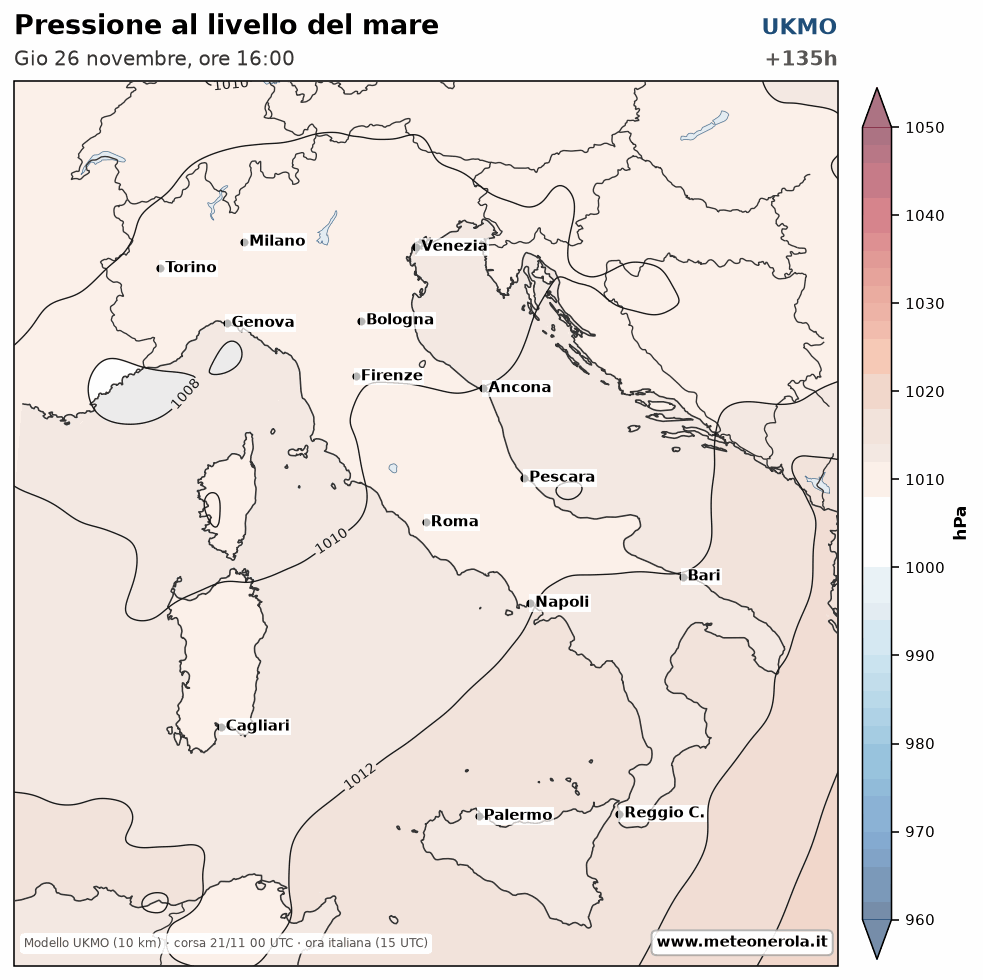 Pressione al livello del mare
UKMO
Gio 26 novembre, ore 16:00
+135h
1010
Milano
Venezia
Torino
Genova
Bologna
Firenze
Ancona
1008
Pescara
Roma
1010
Bari
Napoli
Cagliari
1012
Palermo
Reggio C.
Modello UKMO (10 km) · corsa 21/11 00 UTC · ora italiana (15 UTC)
www.meteonerola.it
1050
1040
1030
1020
1010
1000
990
980
970
960
hPa